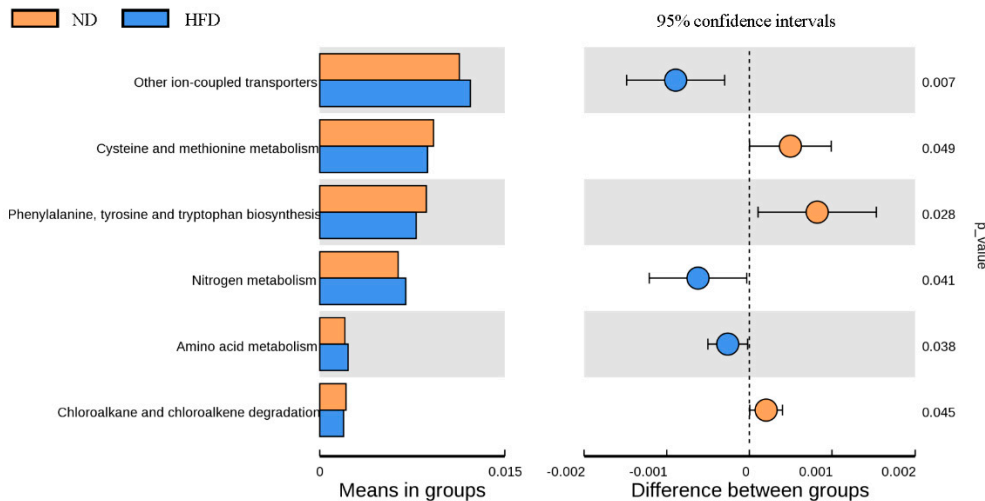 ND HFD 95% confidence intervals
Other ion-coupled transporters 0.007
Cysteine and methionine metabolism 0.049
Phenylalanine, tyrosine and tryptophan biosynthesis 0.028
Nitrogen metabolism 0.041
Amino acid metabolism 0.038
Chloroalkane and chloroalkene degradation 0.045
p_value
0 0.015 -0.002 -0.001 0 0.001 0.002
Means in groups Difference between groups